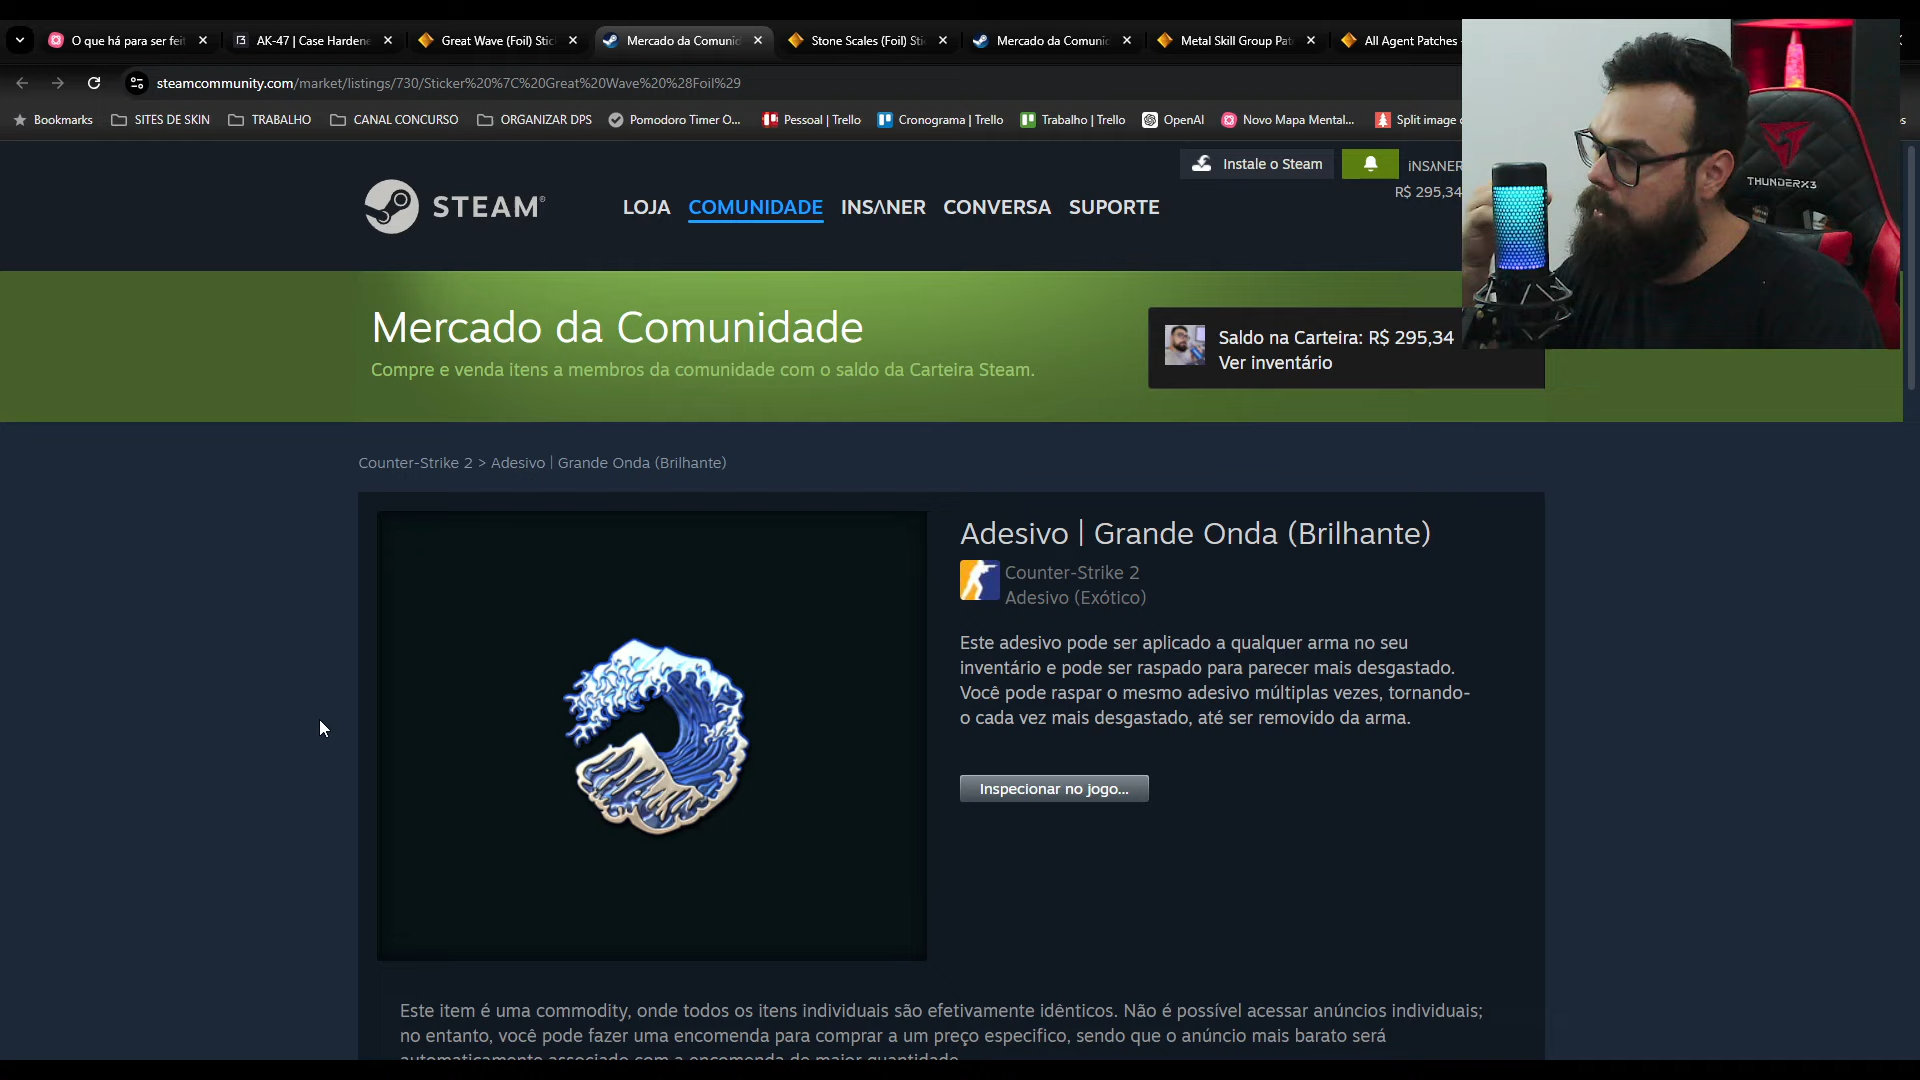 O que há para ser feit
AK-47 | Case Hardene
Great Wave (Foil) Stic
Mercado da Comunic
Stone Scales (Foil) Sti
Mercado da Comunic
Metal Skill Group Pat
All Agent Patches
steamcommunity.com/market/listings/730/Sticker%20%7C%20Great%20Wave%20%28Foil%29
Bookmarks
SITES DE SKIN
TRABALHO
CANAL CONCURSO
ORGANIZAR DPS
Pomodoro Timer O...
Pessoal | Trello
Cronograma | Trello
Trabalho | Trello
OpenAI
Novo Mapa Mental...
Split image
Instale o Steam
iNSΛNER
R$ 295,34
STEAM®
LOJA
COMUNIDADE
INSΛNER
CONVERSA
SUPORTE
THUNDERX3
Mercado da Comunidade
Compre e venda itens a membros da comunidade com o saldo da Carteira Steam.
Saldo na Carteira: R$ 295,34
Ver inventário
Counter-Strike 2 > Adesivo | Grande Onda (Brilhante)
Adesivo | Grande Onda (Brilhante)
Counter-Strike 2
Adesivo (Exótico)
Este adesivo pode ser aplicado a qualquer arma no seu
inventário e pode ser raspado para parecer mais desgastado.
Você pode raspar o mesmo adesivo múltiplas vezes, tornando-
o cada vez mais desgastado, até ser removido da arma.
Inspecionar no jogo...
Este item é uma commodity, onde todos os itens individuais são efetivamente idênticos. Não é possível acessar anúncios individuais;
no entanto, você pode fazer uma encomenda para comprar a um preço especifico, sendo que o anúncio mais barato será
automaticamente associado com a encomenda de maior quantidade.